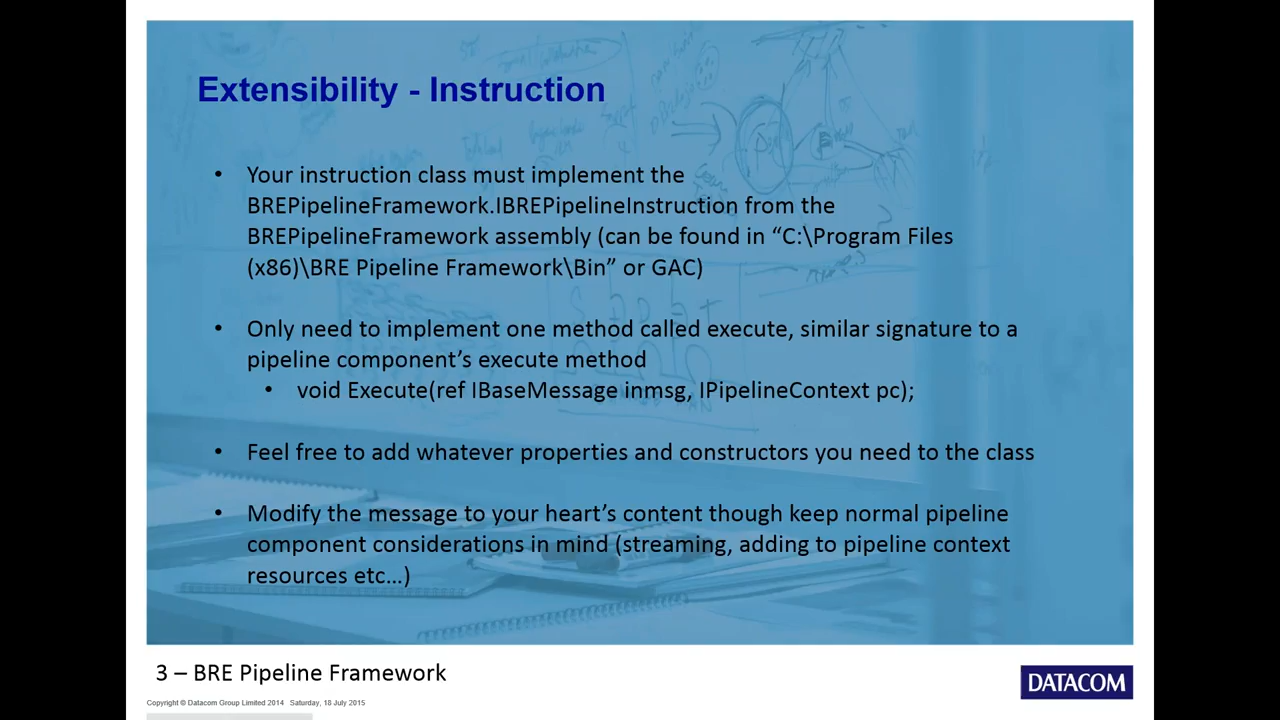 Extensibility - Instruction
• Your instruction class must implement the
BREPipelineFramework.IBREPipelineInstruction from the
BREPipelineFramework assembly (can be found in “C:\Program Files
(x86)\BRE Pipeline Framework\Bin” or GAC)
• Only need to implement one method called execute, similar signature to a
pipeline component’s execute method
• void Execute(ref IBaseMessage inmsg, IPipelineContext pc);
• Feel free to add whatever properties and constructors you need to the class
• Modify the message to your heart’s content though keep normal pipeline
component considerations in mind (streaming, adding to pipeline context
resources etc…)
3 – BRE Pipeline Framework
DATACOM
Copyright © Datacom Group Limited 2014 Saturday, 18 July 2015